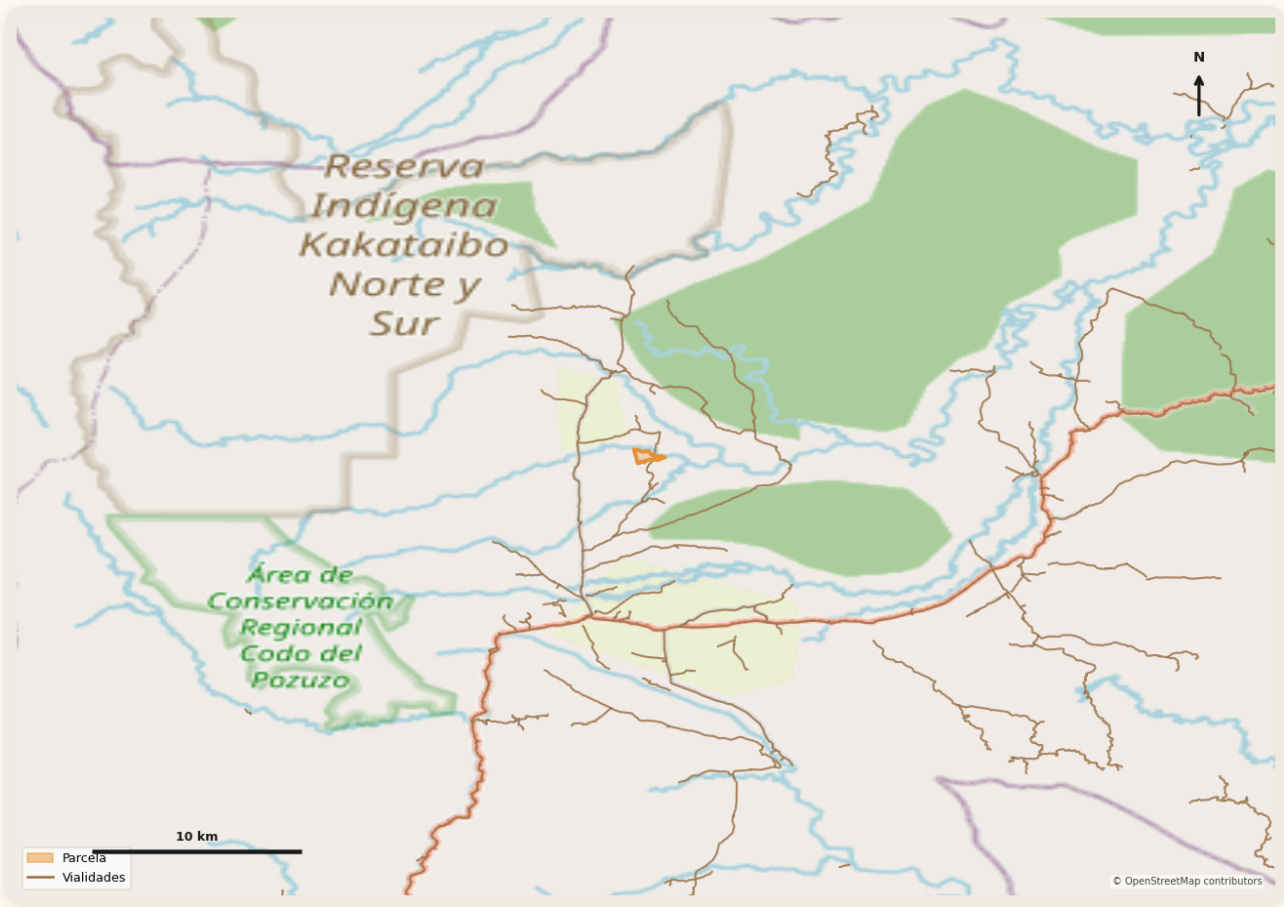 N
Reserva
Indígena
Kakataibo
Norte y
Sur
Área de
Conservación
Regional
Codo del
Pozuzo
10 km
Parcela
Vialidades
© OpenStreetMap contributors